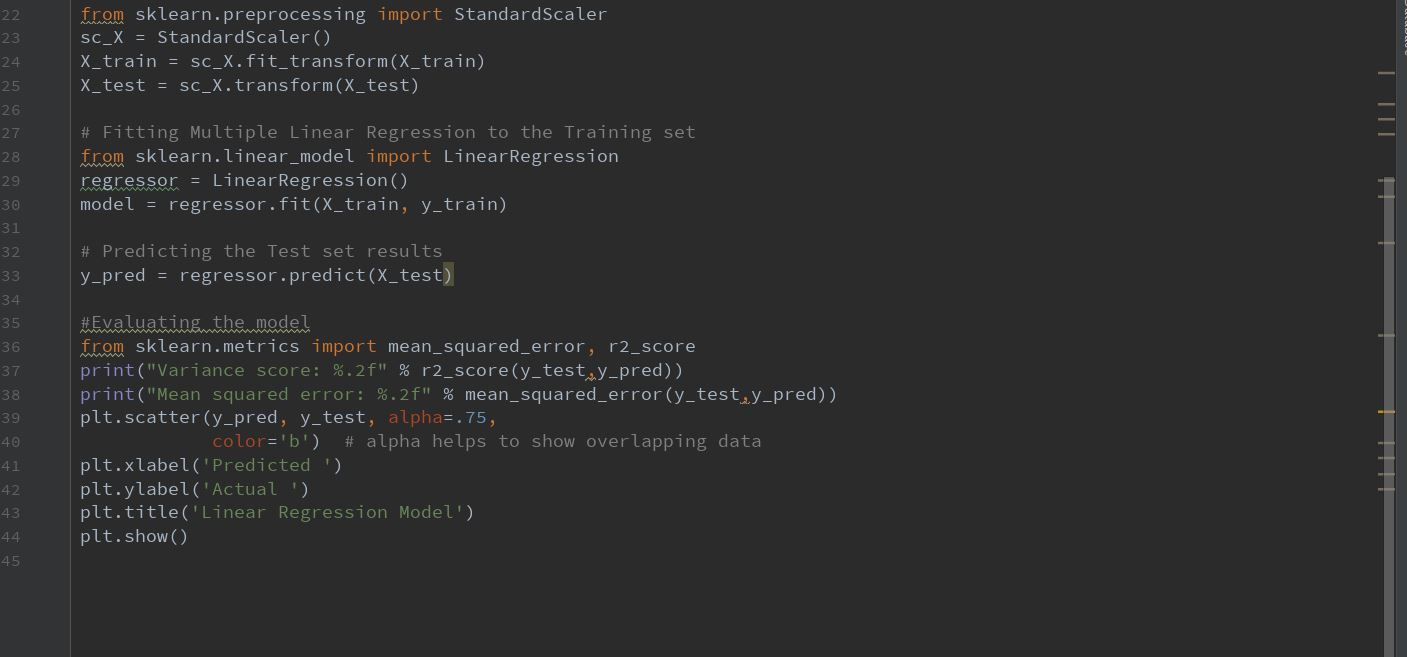 22 from sklearn.preprocessing import StandardScaler
23 sc_X = StandardScaler()
24 X_train = sc_X.fit_transform(X_train)
25 X_test = sc_X.transform(X_test)
26
27 # Fitting Multiple Linear Regression to the Training set
28 from sklearn.linear_model import LinearRegression
29 regressor = LinearRegression()
30 model = regressor.fit(X_train, y_train)
31
32 # Predicting the Test set results
33 y_pred = regressor.predict(X_test)
34
35 #Evaluating the model
36 from sklearn.metrics import mean_squared_error, r2_score
37 print("Variance score: %.2f" % r2_score(y_test,y_pred))
38 print("Mean squared error: %.2f" % mean_squared_error(y_test,y_pred))
39 plt.scatter(y_pred, y_test, alpha=.75,
40             color='b')  # alpha helps to show overlapping data
41 plt.xlabel('Predicted ')
42 plt.ylabel('Actual ')
43 plt.title('Linear Regression Model')
44 plt.show()
45